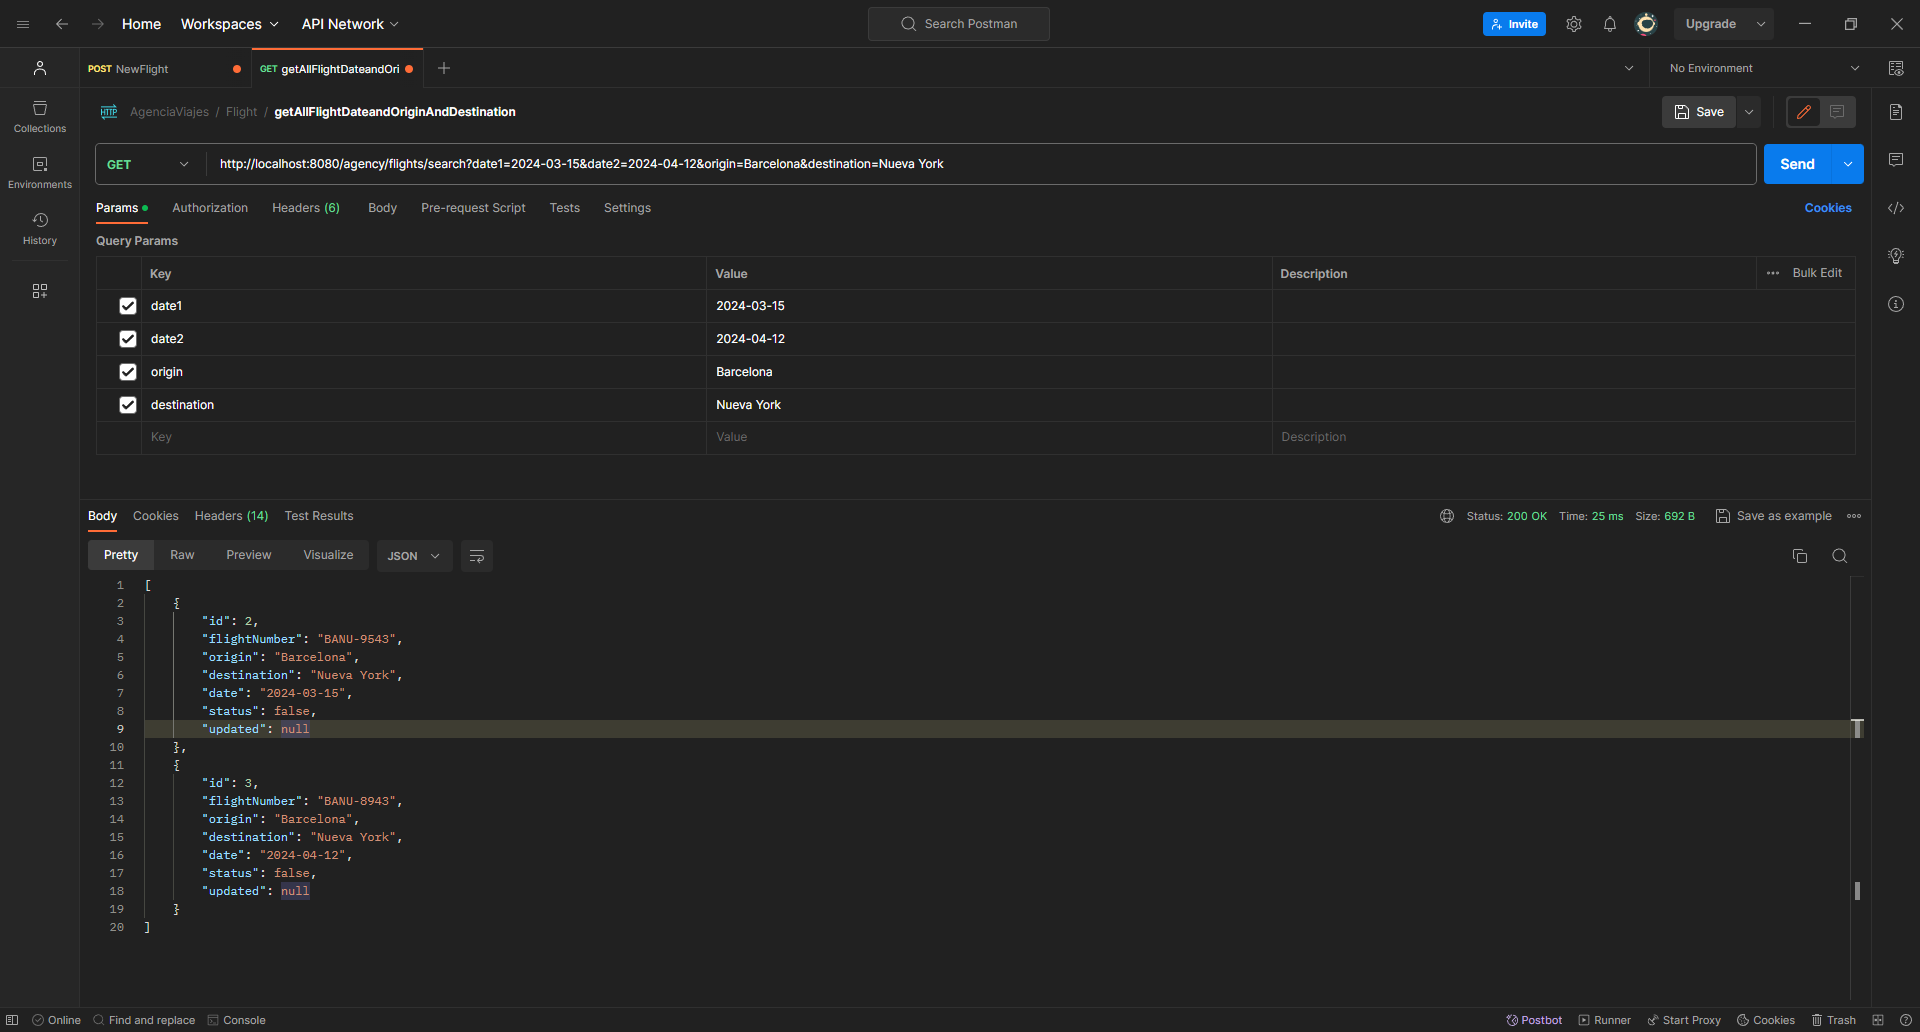 Home Workspaces API Network Search Postman Invite Upgrade
POST NewFlight GET getAllFlightDateandOri No Environment
HTTP AgenciaViajes / Flight / getAllFlightDateandOriginAndDestination Save
Collections
GET http://localhost:8080/agency/flights/search?date1=2024-03-15&date2=2024-04-12&origin=Barcelona&destination=Nueva York Send
Environments
Params Authorization Headers (6) Body Pre-request Script Tests Settings Cookies
History
Query Params
Key Value Description Bulk Edit
date1 2024-03-15
date2 2024-04-12
origin Barcelona
destination Nueva York
Key Value Description
Body Cookies Headers (14) Test Results Status: 200 OK Time: 25 ms Size: 692 B Save as example
Pretty Raw Preview Visualize JSON
1 [
2 {
3 "id": 2,
4 "flightNumber": "BANU-9543",
5 "origin": "Barcelona",
6 "destination": "Nueva York",
7 "date": "2024-03-15",
8 "status": false,
9 "updated": null
10 },
11 {
12 "id": 3,
13 "flightNumber": "BANU-8943",
14 "origin": "Barcelona",
15 "destination": "Nueva York",
16 "date": "2024-04-12",
17 "status": false,
18 "updated": null
19 }
20 ]
Online Find and replace Console Postbot Runner Start Proxy Cookies Trash